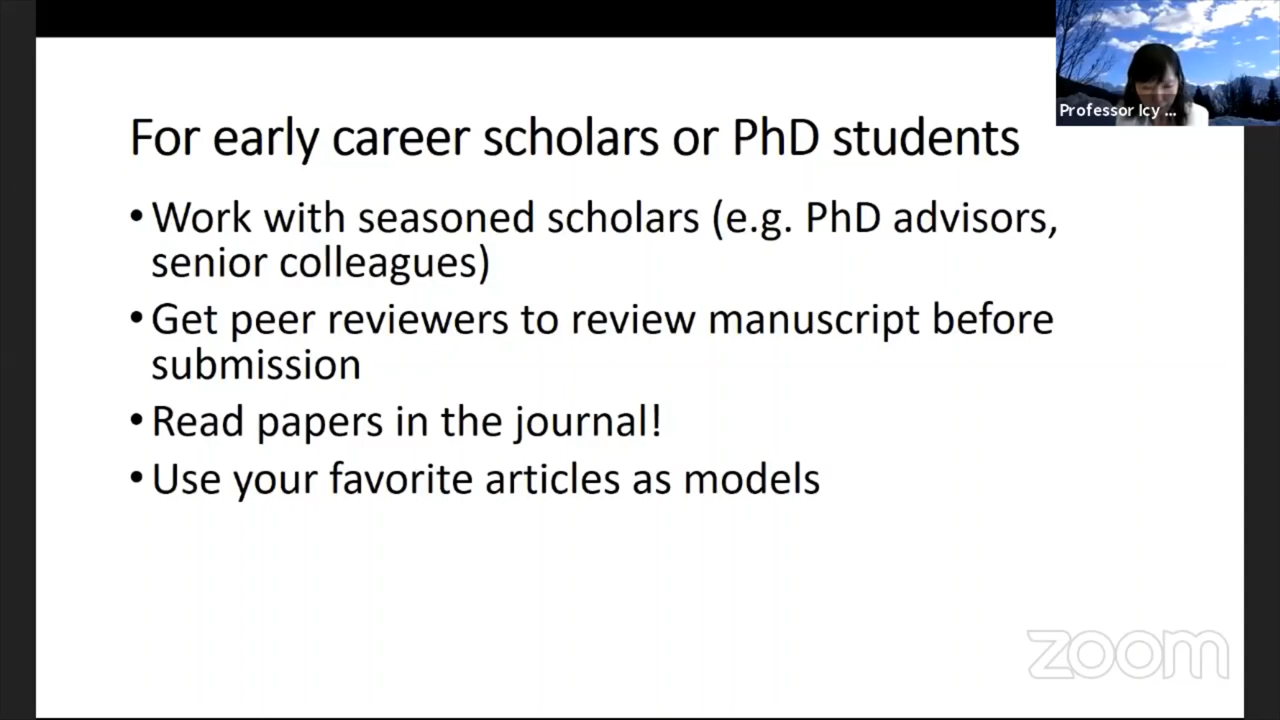 Professor Icy ...
For early career scholars or PhD students
•Work with seasoned scholars (e.g. PhD advisors,
senior colleagues)
•Get peer reviewers to review manuscript before
submission
•Read papers in the journal!
•Use your favorite articles as models
zoom